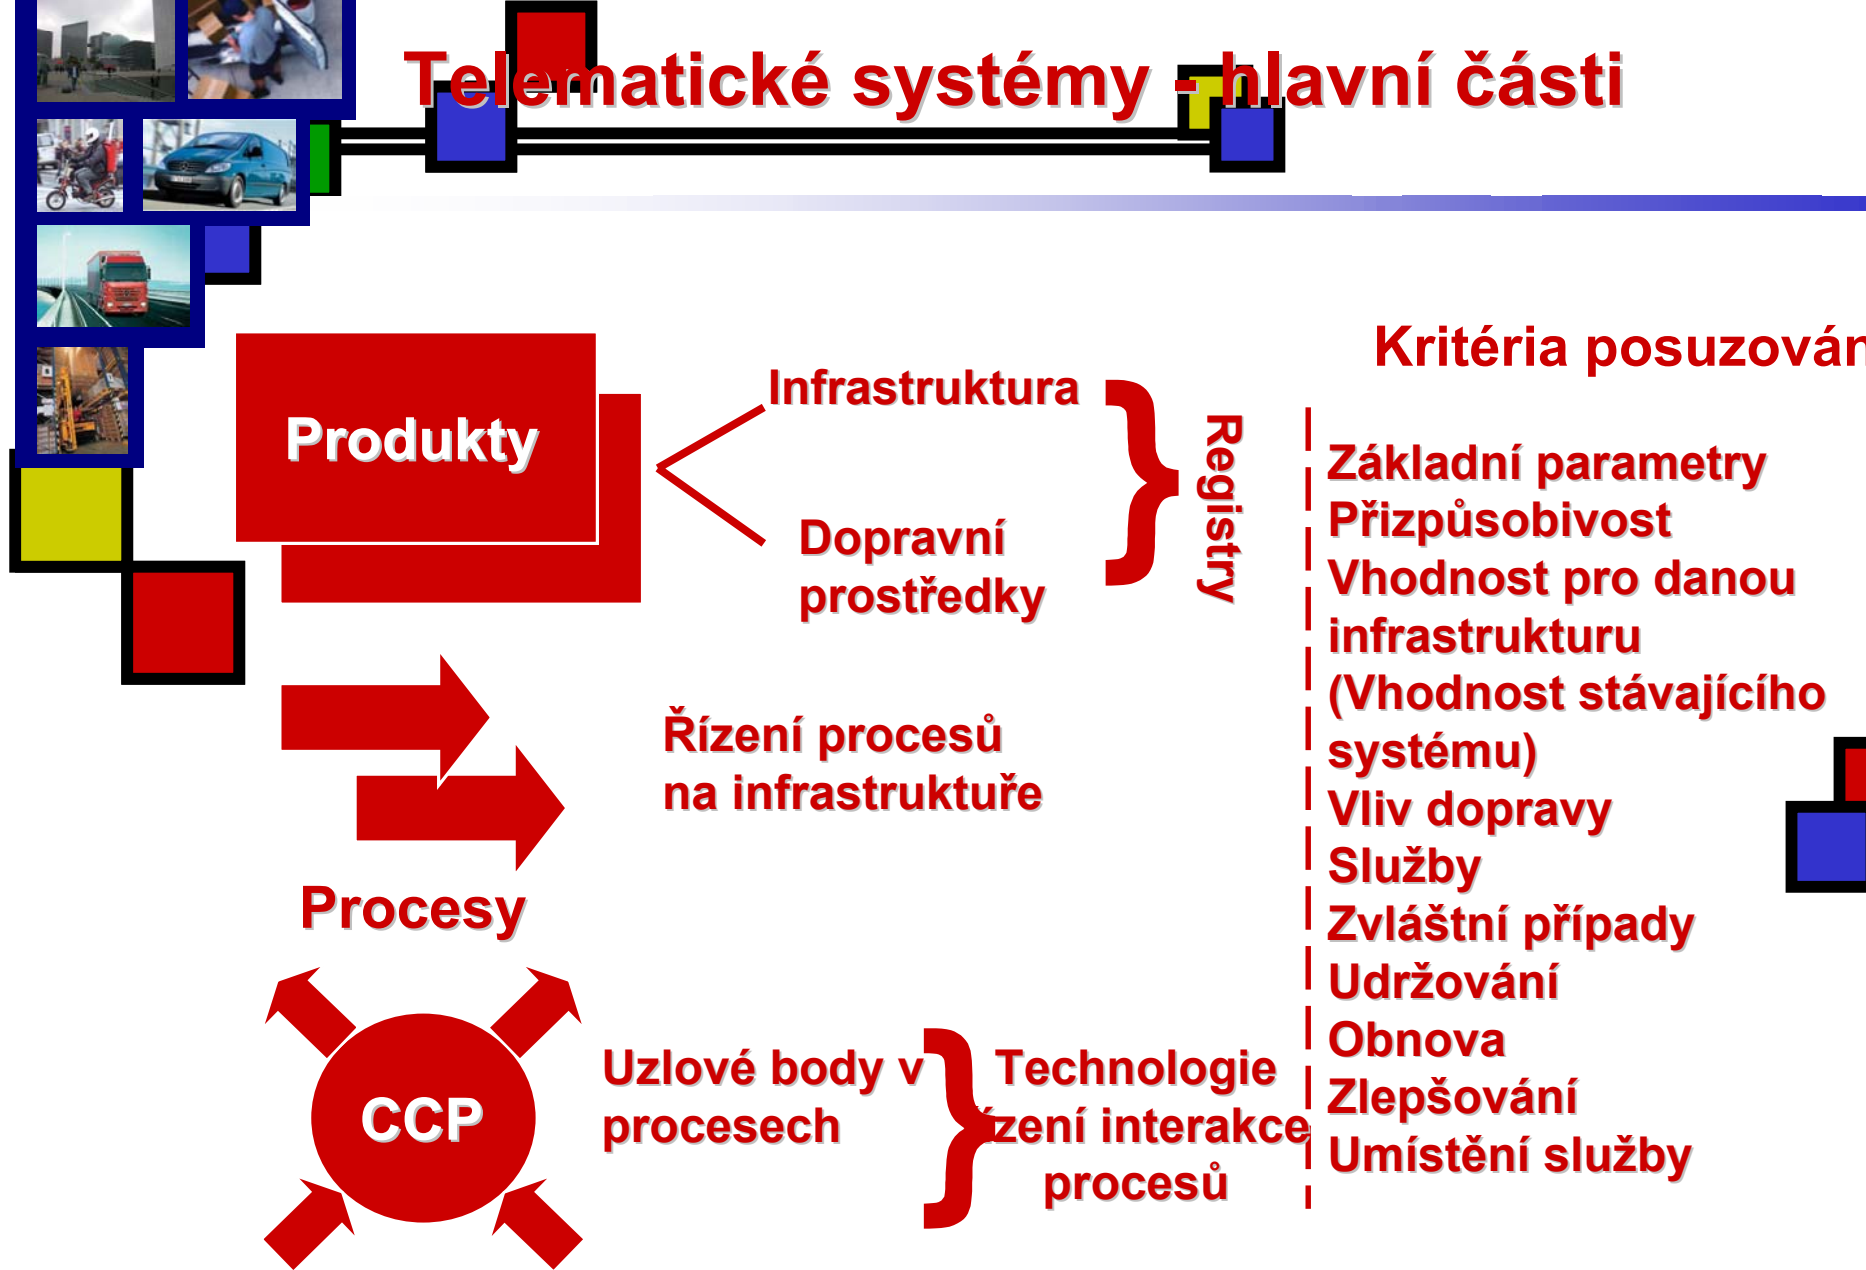 Telematické systémy - hlavní části
Kritéria posuzován
Produkty
Infrastruktura
Dopravní
prostředky
Registry
Řízení procesů
na infrastruktuře
Procesy
CCP
Uzlové body v
procesech
Technologie
ízení interakce
procesů
Základní parametry
Přizpůsobivost
Vhodnost pro danou
infrastrukturu
(Vhodnost stávajícího
systému)
Vliv dopravy
Služby
Zvláštní případy
Udržování
Obnova
Zlepšování
Umístění služby